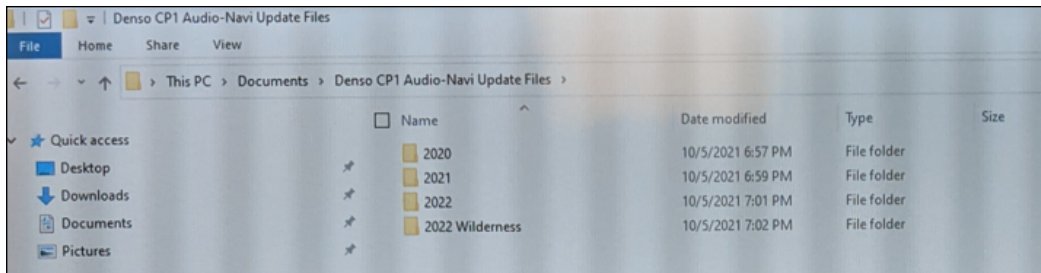 Denso CP1 Audio-Navi Update Files
File Home Share View
This PC > Documents > Denso CP1 Audio-Navi Update Files >
Name Date modified Type Size
Quick access
Desktop
Downloads
Documents
Pictures
2020 10/5/2021 6:57 PM File folder
2021 10/5/2021 6:59 PM File folder
2022 10/5/2021 7:01 PM File folder
2022 Wilderness 10/5/2021 7:02 PM File folder